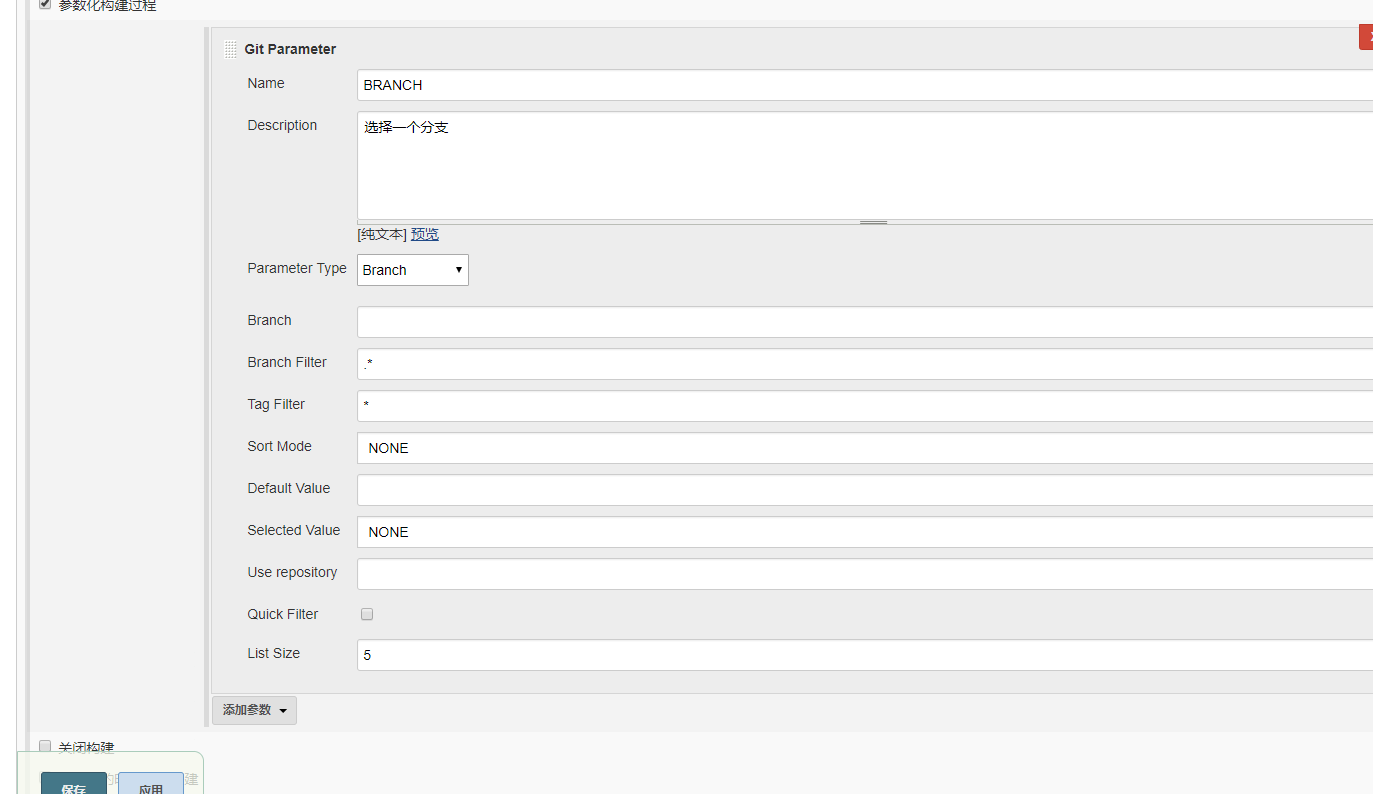 参数化构建过程
Git Parameter
Name
BRANCH
Description
选择一个分支
[纯文本] 预览
Parameter Type
Branch
Branch
Branch Filter
.*
Tag Filter
*
Sort Mode
NONE
Default Value
Selected Value
NONE
Use repository
Quick Filter
List Size
5
添加参数
关闭构建
建
保存
应用